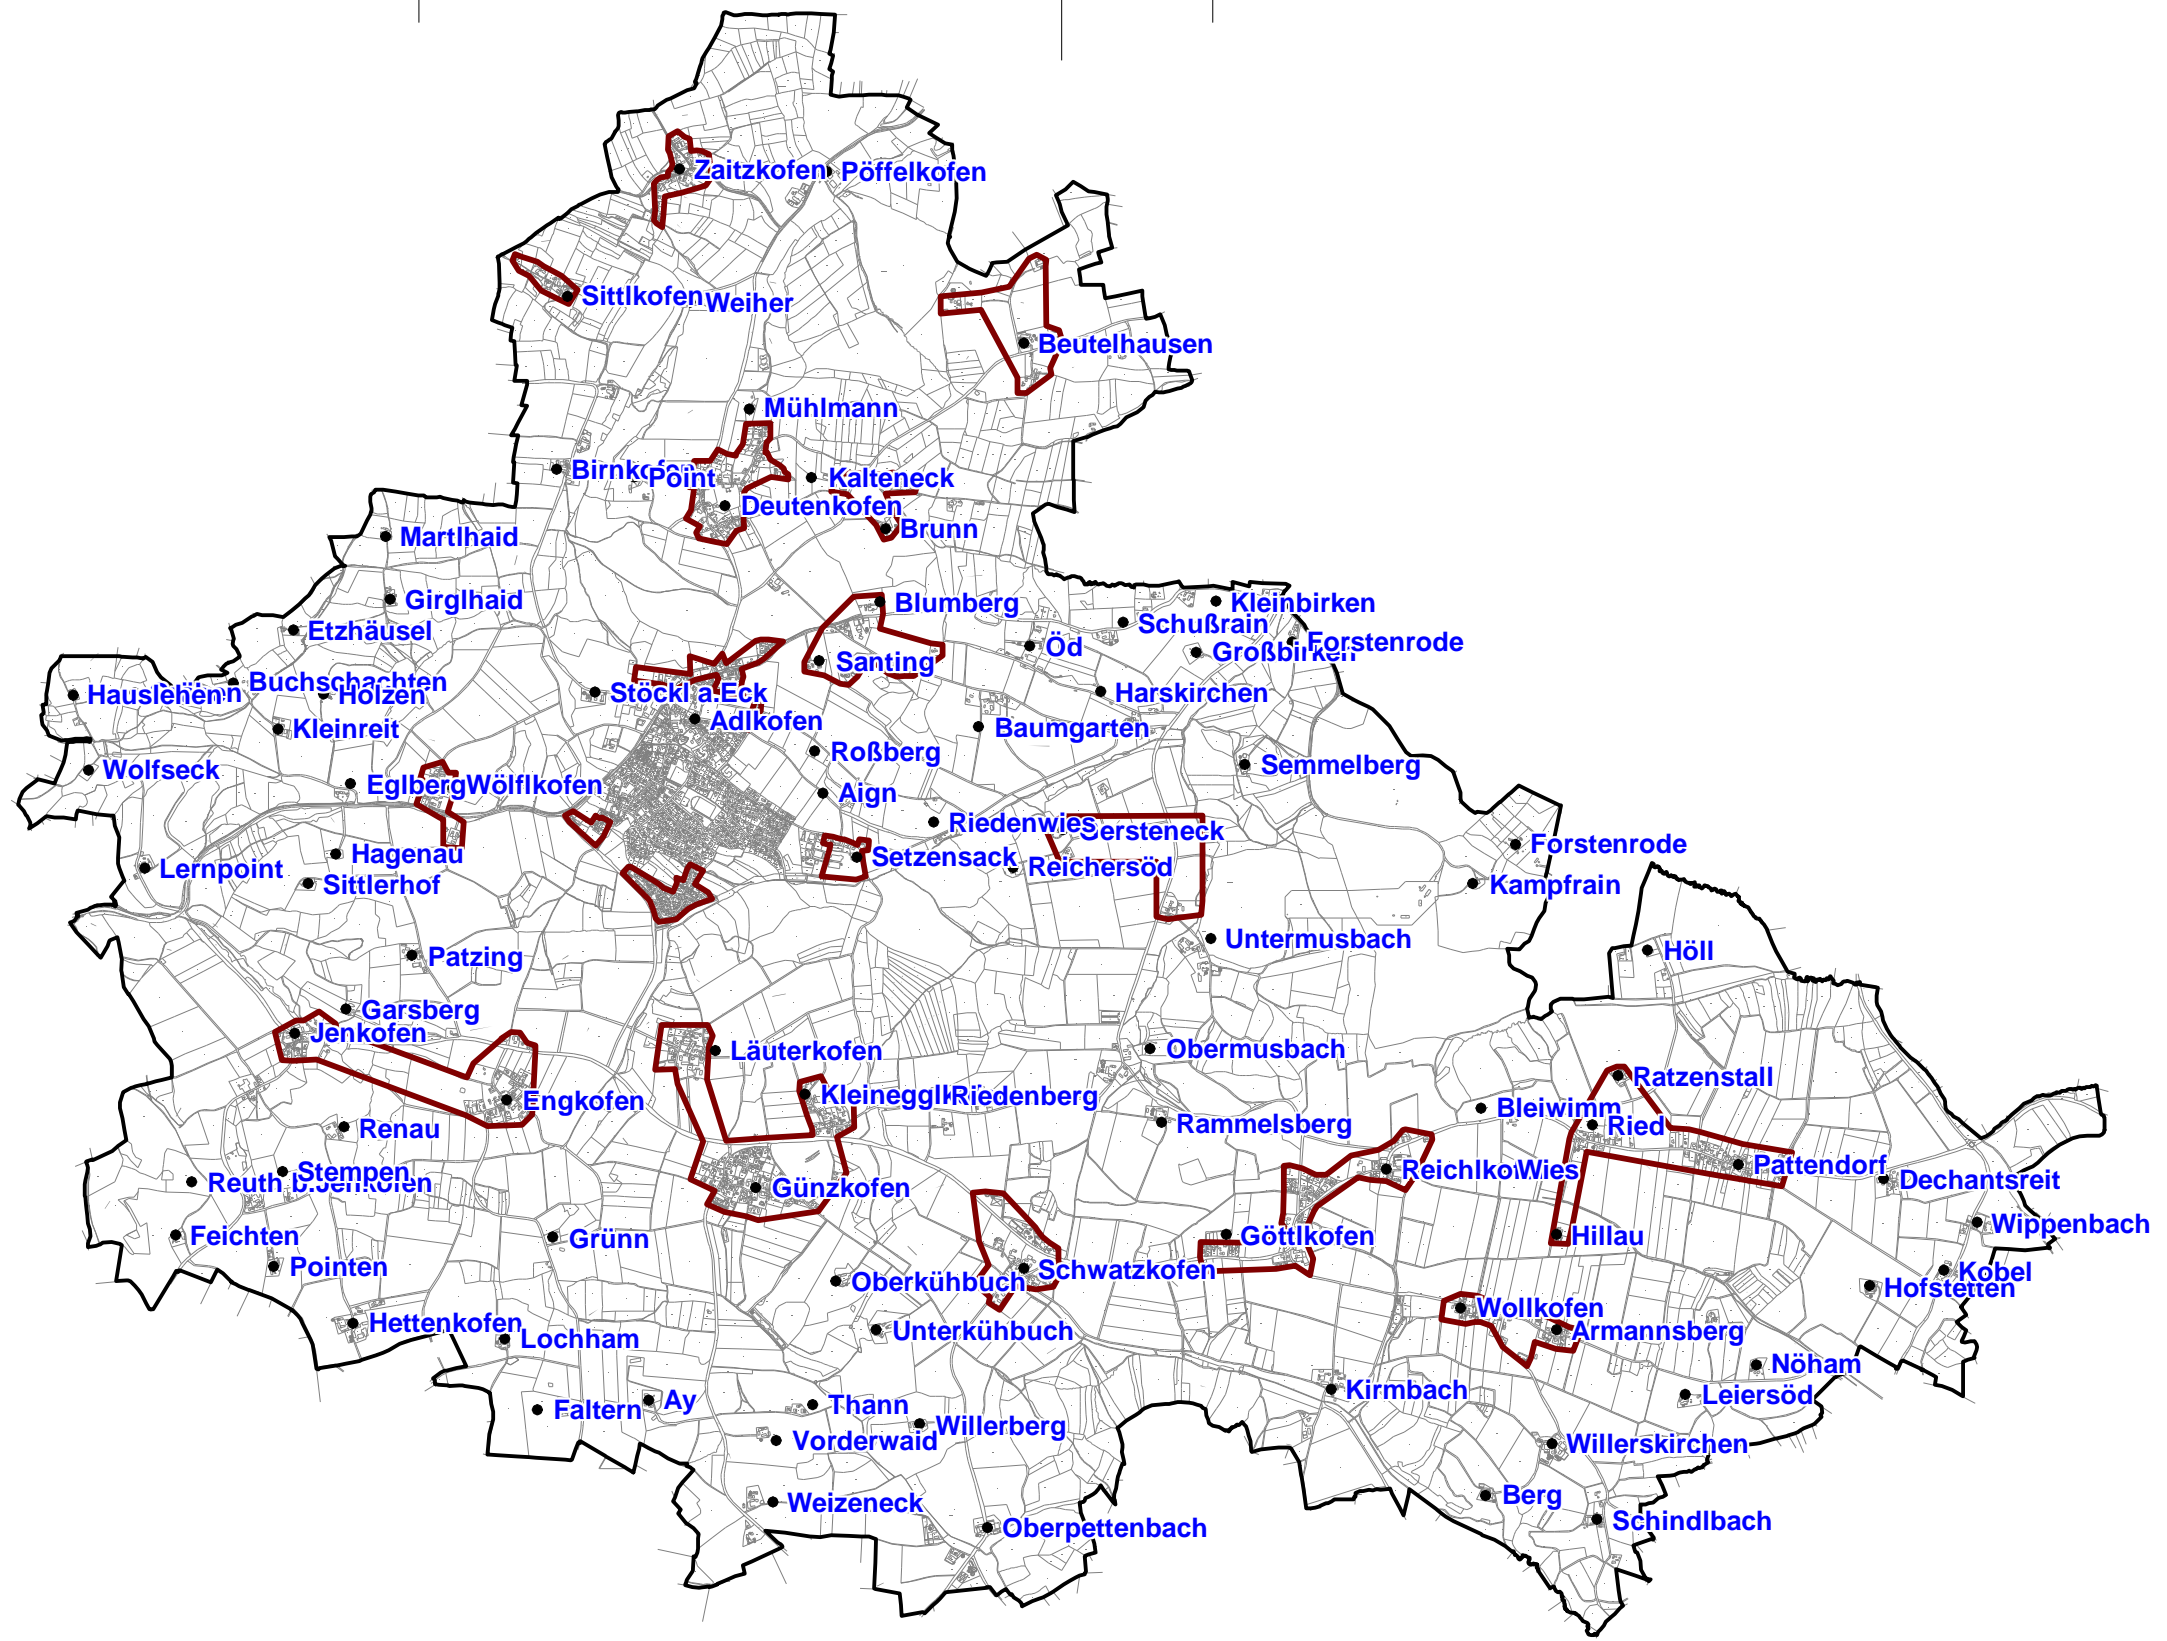 Zaitzkofen
Pöffelkofen
Sittlkofen
Weiher
Beutelhausen
Mühlmann
Point
Kalteneck
Deutenkofen
Brunn
Martlhaid
Girglhaid
Blumberg
Kleinbirken
Etzhäusel
Schußrain
Öd
Großbirken
Forstenrode
Santing
Buchschachten
Holzen
Stöckl a.Eck
Harskirchen
Adlkofen
Kleinreit
Baumgarten
Roßberg
Wolfseck
Semmelberg
Eglberg
Wölflkofen
Aign
Riedenwies
Gersteneck
Forstenrode
Hagenau
Setzensack
Lernpoint
Reichersöd
Sittlerhof
Kampfrain
Untermusbach
Höll
Patzing
Garsberg
Jenkofen
Läuterkofen
Obermusbach
Ratzenstall
Engkofen
Riedenberg
Bleiwimm
Renau
Rammelsberg
Ried
Stempen
Wies
Pattendorf
Günzkofen
Dechantsreit
Wippenbach
Feichten
Grünn
Göttlkofen
Hillau
Pointen
Schwatzkofen
Kobel
Oberkühbuch
Hofstetten
Wollkofen
Hettenkofen
Unterkühbuch
Armannsberg
Lochham
Nöham
Kirmbach
Leiersöd
Ay
Thann
Faltern
Willerberg
Vorderwaid
Willerskirchen
Weizeneck
Berg
Schindlbach
Oberpettenbach